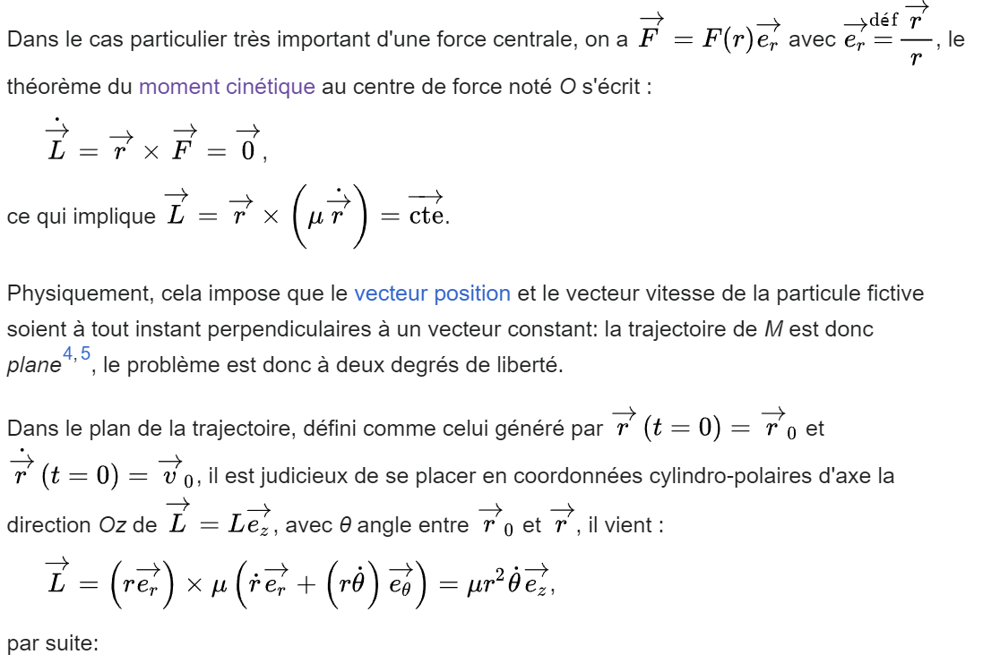 Dans le cas particulier très important d'une force centrale, on a $\overrightarrow{F} = F(r)\overrightarrow{e_r}$ avec $\overrightarrow{e_r} \overset{\text{déf}}{=} \frac{\overrightarrow{r}}{r}$, le
théorème du moment cinétique au centre de force noté O s'écrit :
$\dot{\overrightarrow{L}} = \overrightarrow{r} \times \overrightarrow{F} = \overrightarrow{0}$,
ce qui implique $\overrightarrow{L} = \overrightarrow{r} \times \left(\mu \dot{\overrightarrow{r}}\right) = \overrightarrow{\text{cte}}$.
Physiquement, cela impose que le vecteur position et le vecteur vitesse de la particule fictive
soient à tout instant perpendiculaires à un vecteur constant: la trajectoire de M est donc
plane$^{4,5}$, le problème est donc à deux degrés de liberté.
Dans le plan de la trajectoire, défini comme celui généré par $\overrightarrow{r}(t=0) = \overrightarrow{r}_0$ et
$\dot{\overrightarrow{r}}(t=0) = \overrightarrow{v}_0$, il est judicieux de se placer en coordonnées cylindro-polaires d'axe la
direction Oz de $\overrightarrow{L} = L\overrightarrow{e_z}$, avec θ angle entre $\overrightarrow{r}_0$ et $\overrightarrow{r}$, il vient :
$\overrightarrow{L} = \left(r\overrightarrow{e_r}\right) \times \mu \left(\dot{r}\overrightarrow{e_r} + \left(r\dot{\theta}\right)\overrightarrow{e_\theta}\right) = \mu r^2 \dot{\theta}\overrightarrow{e_z}$,
par suite: